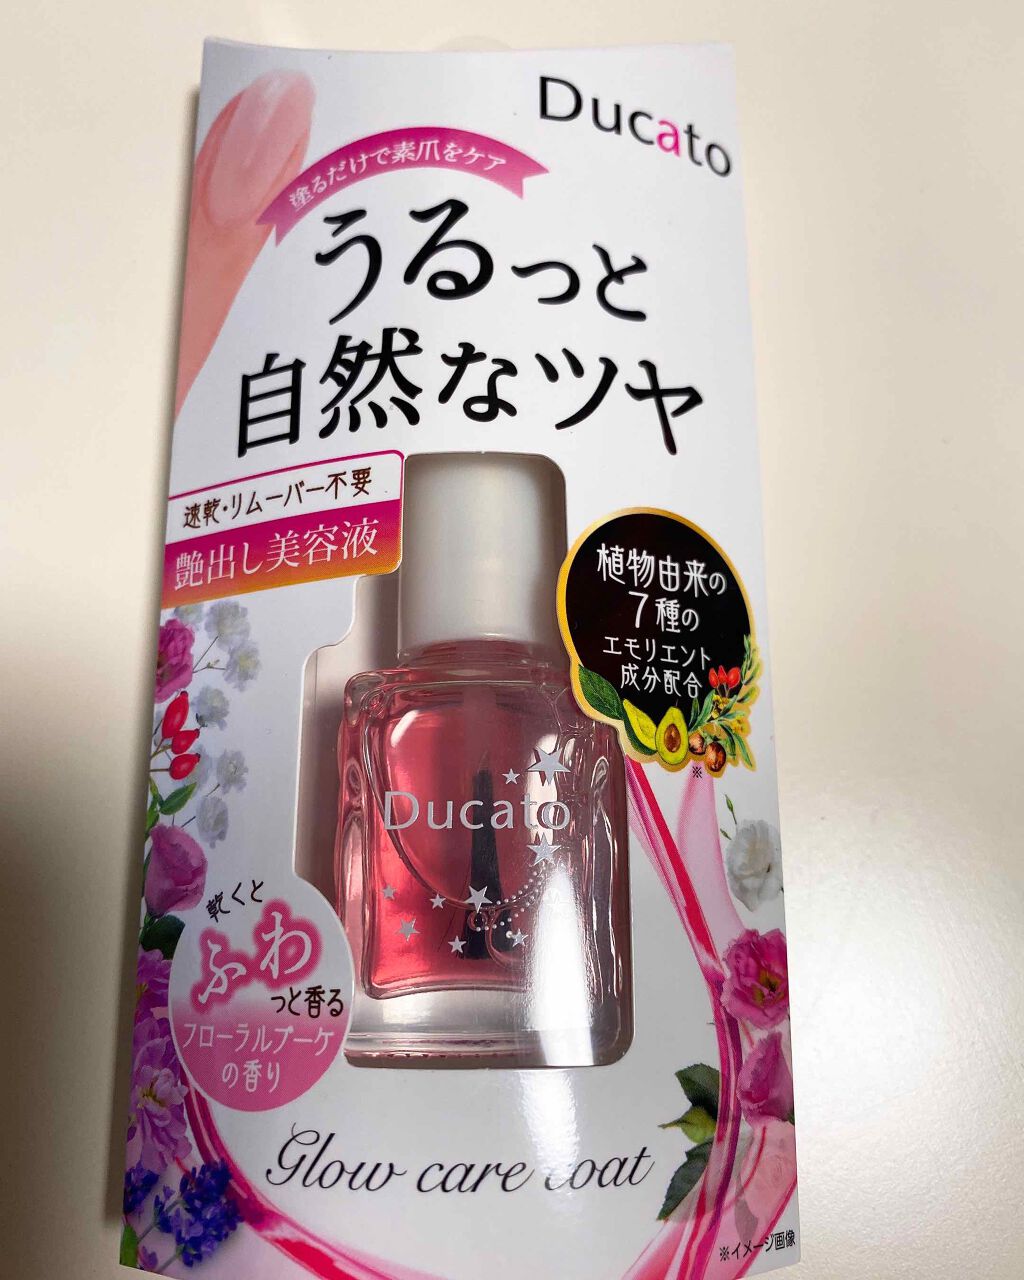 Ducato
塗るだけで素爪をケア
うるっと
自然なツヤ
速乾・リムーバー不要
艶出し美容液
植物由来の
7種の
エモリエント
成分配合
※
Ducato
乾くと
ふわ
っと香る
フローラルブーケ
の香り
Glow care coat
※イメージ画像